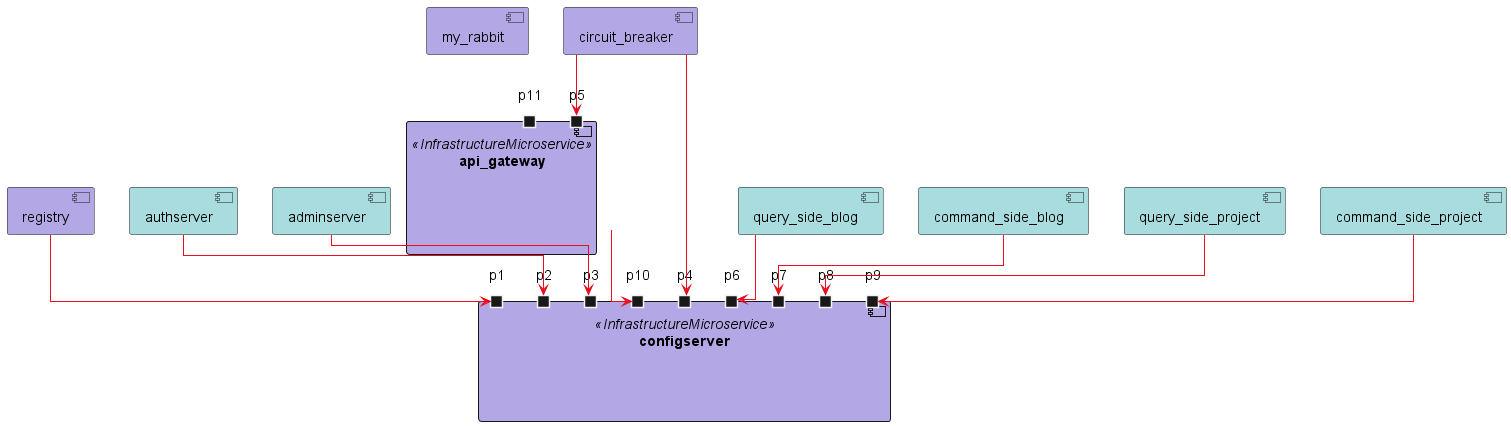 my_rabbit
circuit_breaker
p11
p5
«InfrastructureMicroservice»
api_gateway
registry
authserver
adminserver
query_side_blog
command_side_blog
query_side_project
command_side_project
p1
p2
p3
p10
p4
p6
p7
p8
p9
«InfrastructureMicroservice»
configserver